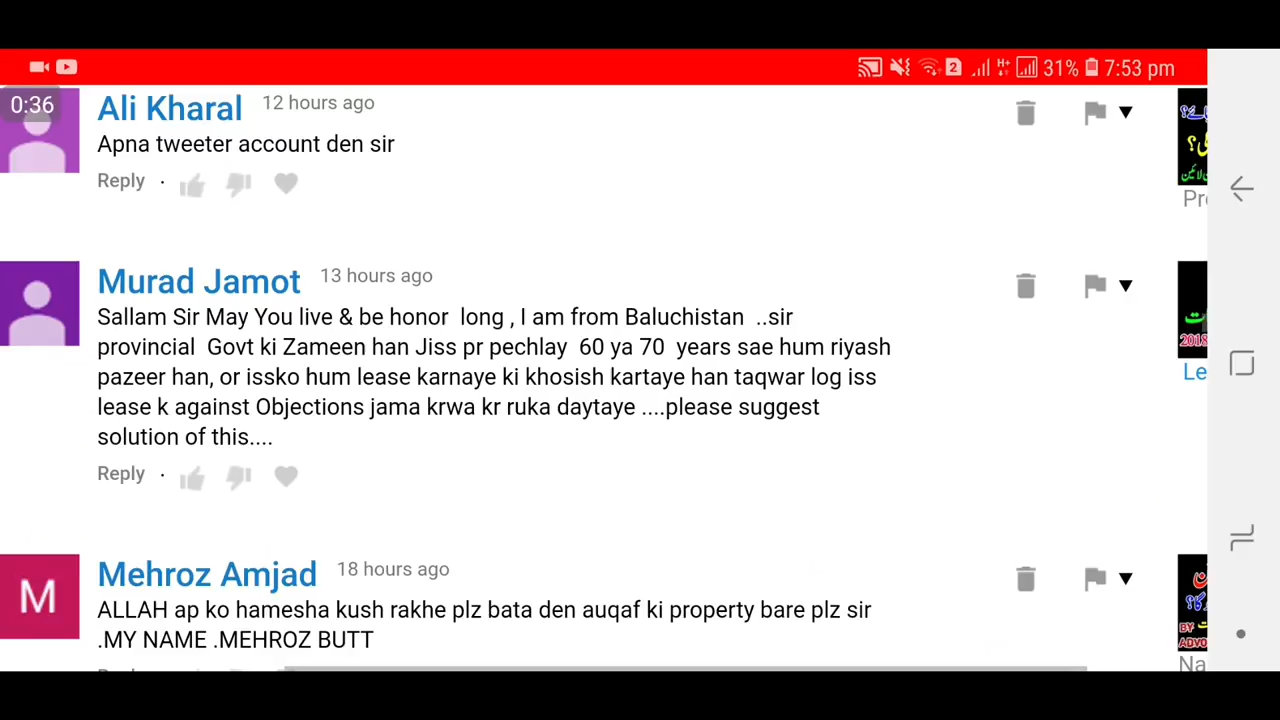 2 31% 7:53 pm
0:36
Ali Kharal 12 hours ago
Apna tweeter account den sir
Reply ·
Pr
Murad Jamot 13 hours ago
Sallam Sir May You live & be honor long , I am from Baluchistan ..sir
provincial Govt ki Zameen han Jiss pr pechlay 60 ya 70 years sae hum riyash
pazeer han, or issko hum lease karnaye ki khosish kartaye han taqwar log iss
lease k against Objections jama krwa kr ruka daytaye ....please suggest
solution of this....
Reply ·
2018
Le
M
Mehroz Amjad 18 hours ago
ALLAH ap ko hamesha kush rakhe plz bata den auqaf ki property bare plz sir
.MY NAME .MEHROZ BUTT
BY
ADVO
Na